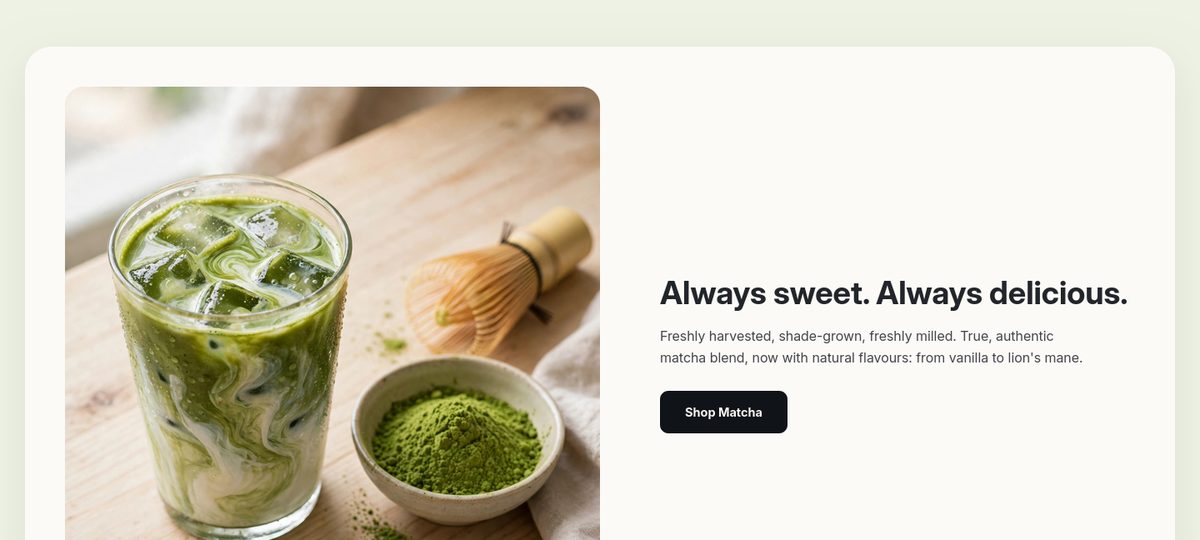 Always sweet. Always delicious.
Freshly harvested, shade-grown, freshly milled. True, authentic
matcha blend, now with natural flavours: from vanilla to lion's mane.
Shop Matcha